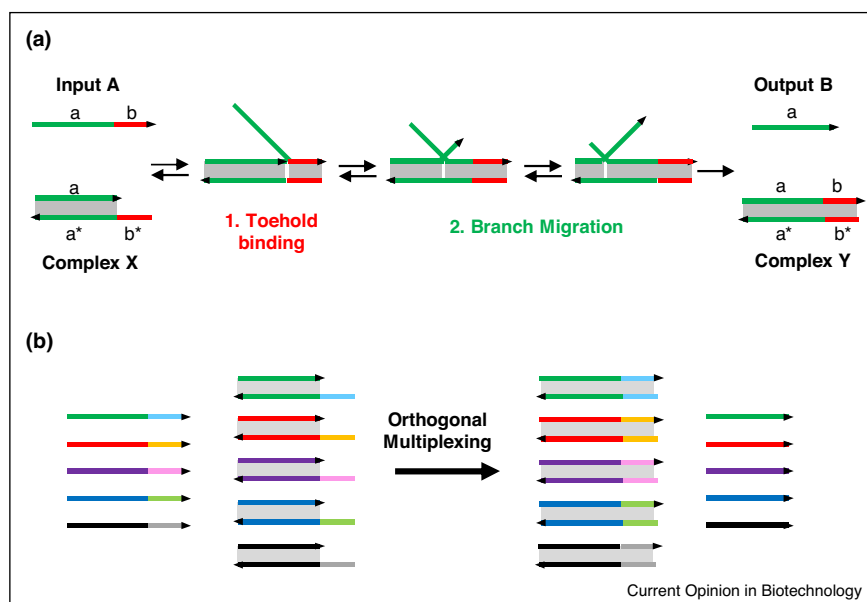 (a)
Input A
a b
a
a* b*
Complex X
1. Toehold
binding
2. Branch Migration
Output B
a
a b
a* b*
Complex Y
(b)
Orthogonal
Multiplexing
Current Opinion in Biotechnology